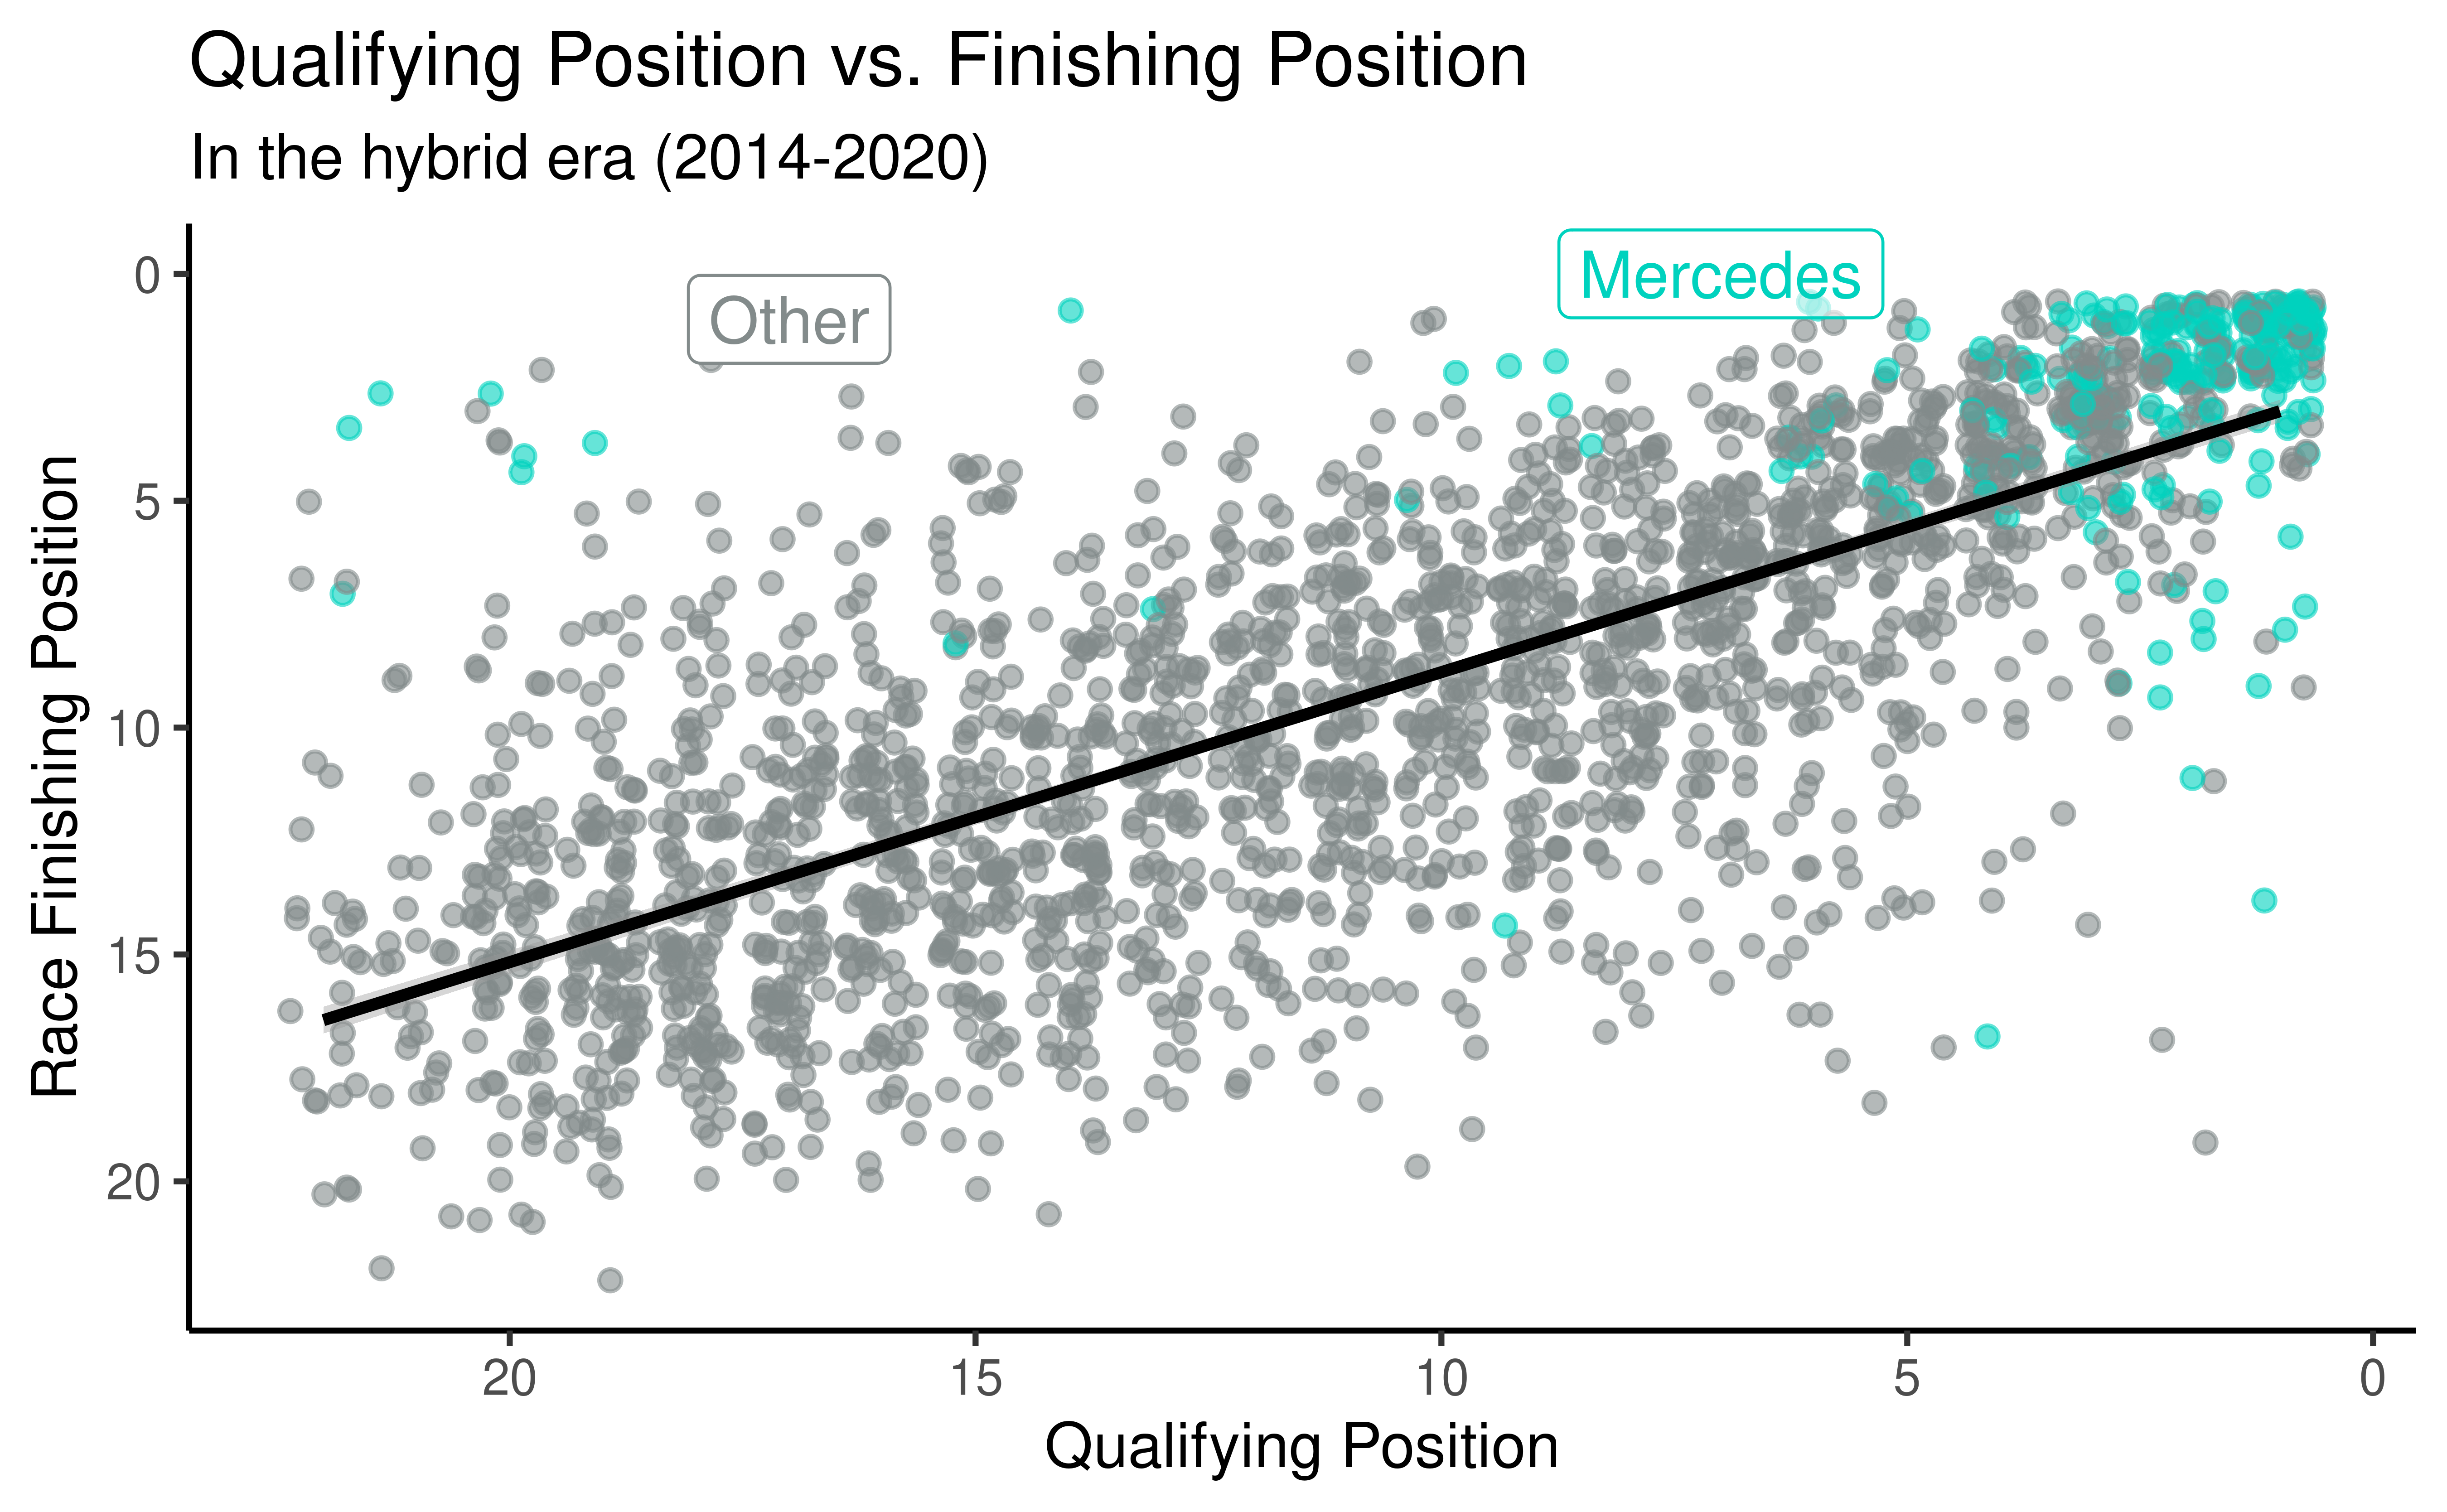 Qualifying Position vs. Finishing Position
In the hybrid era (2014-2020)
Mercedes
Other
0
5
10
15
20
Race Finishing Position
20
15
10
5
0
Qualifying Position